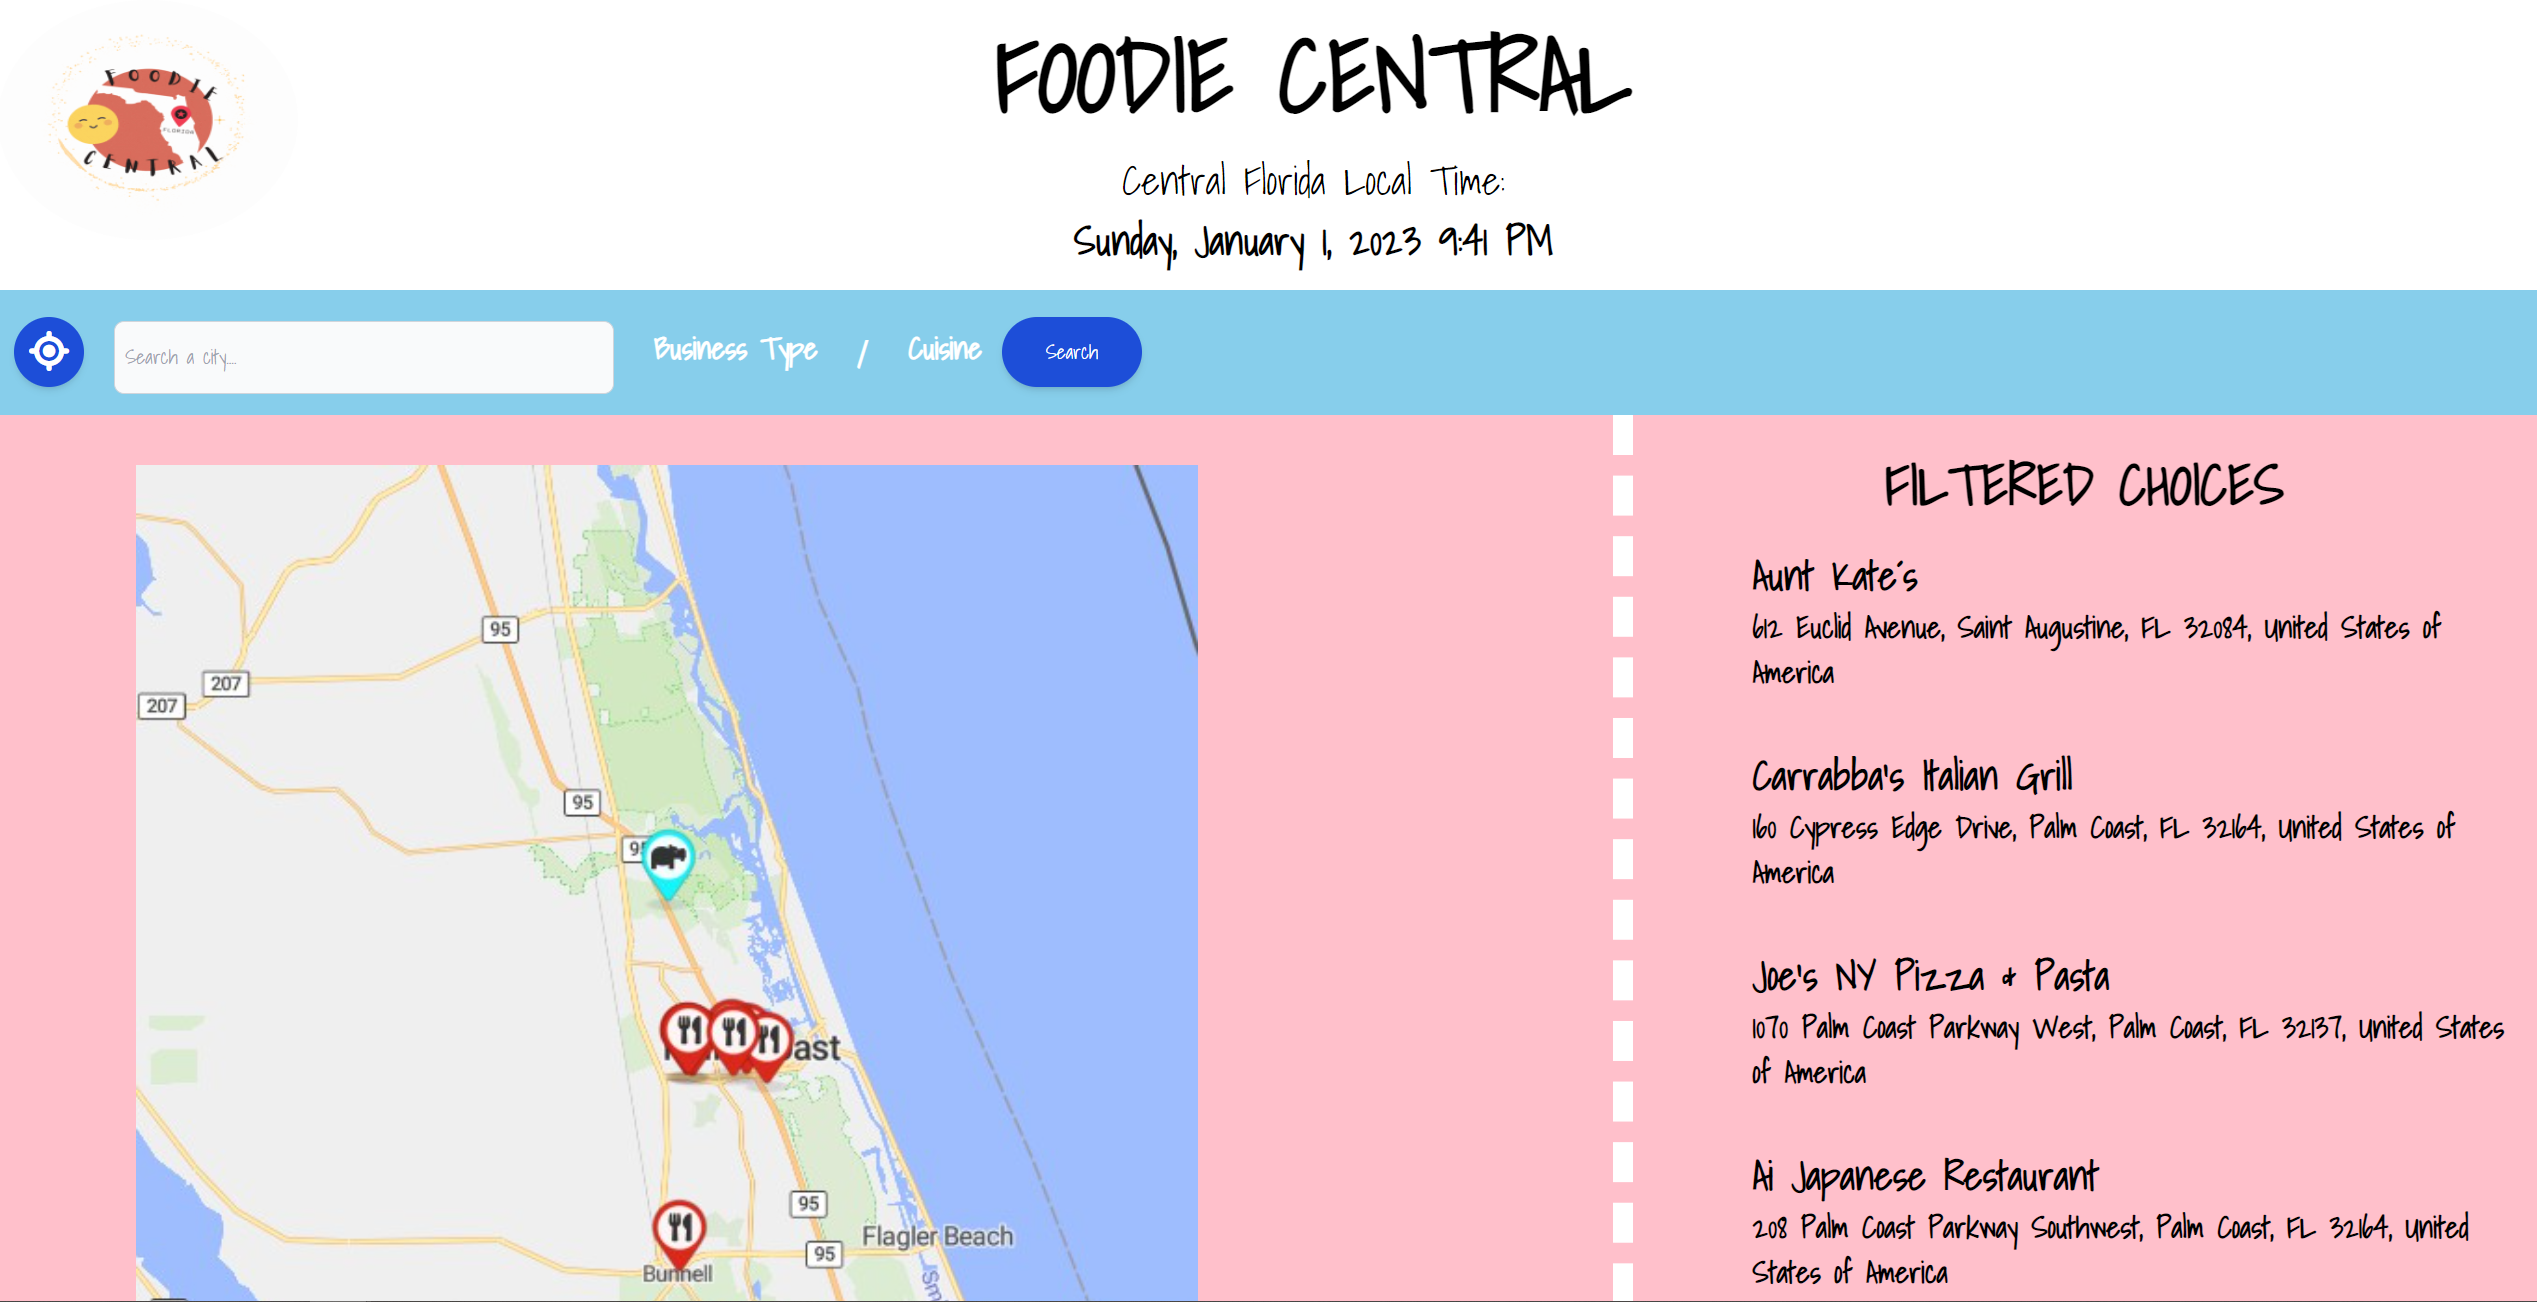 FOODIE
FLORIDA
CENTRAL
FOODIE CENTRAL
Central Florida Local Time:
Sunday, January 1, 2023 9:41 PM
Search a city....
Business Type / Cuisine Search
95
207
207
95
ast
95
Flagler Beach
95
Bunnell
FILTERED CHOICES
Aunt Kate´s
612 Euclid Avenue, Saint Augustine, FL 32084, United States of
America
Carrabba's Italian Grill
160 Cypress Edge Drive, Palm Coast, FL 32164, United States of
America
Joe's NY Pizza & Pasta
1070 Palm Coast Parkway West, Palm Coast, FL 32137, United States
of America
Ai Japanese Restaurant
208 Palm Coast Parkway Southwest, Palm Coast, FL 32164, United
States of America